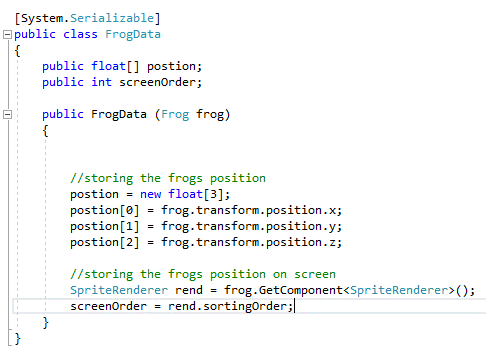 [System.Serializable]
public class FrogData
{
public float[] postion;
public int screenOrder;
public FrogData (Frog frog)
{
//storing the frogs position
postion = new float[3];
postion[0] = frog.transform.position.x;
postion[1] = frog.transform.position.y;
postion[2] = frog.transform.position.z;
//storing the frogs position on screen
SpriteRenderer rend = frog.GetComponent<SpriteRenderer>();
screenOrder = rend.sortingOrder;
}
}